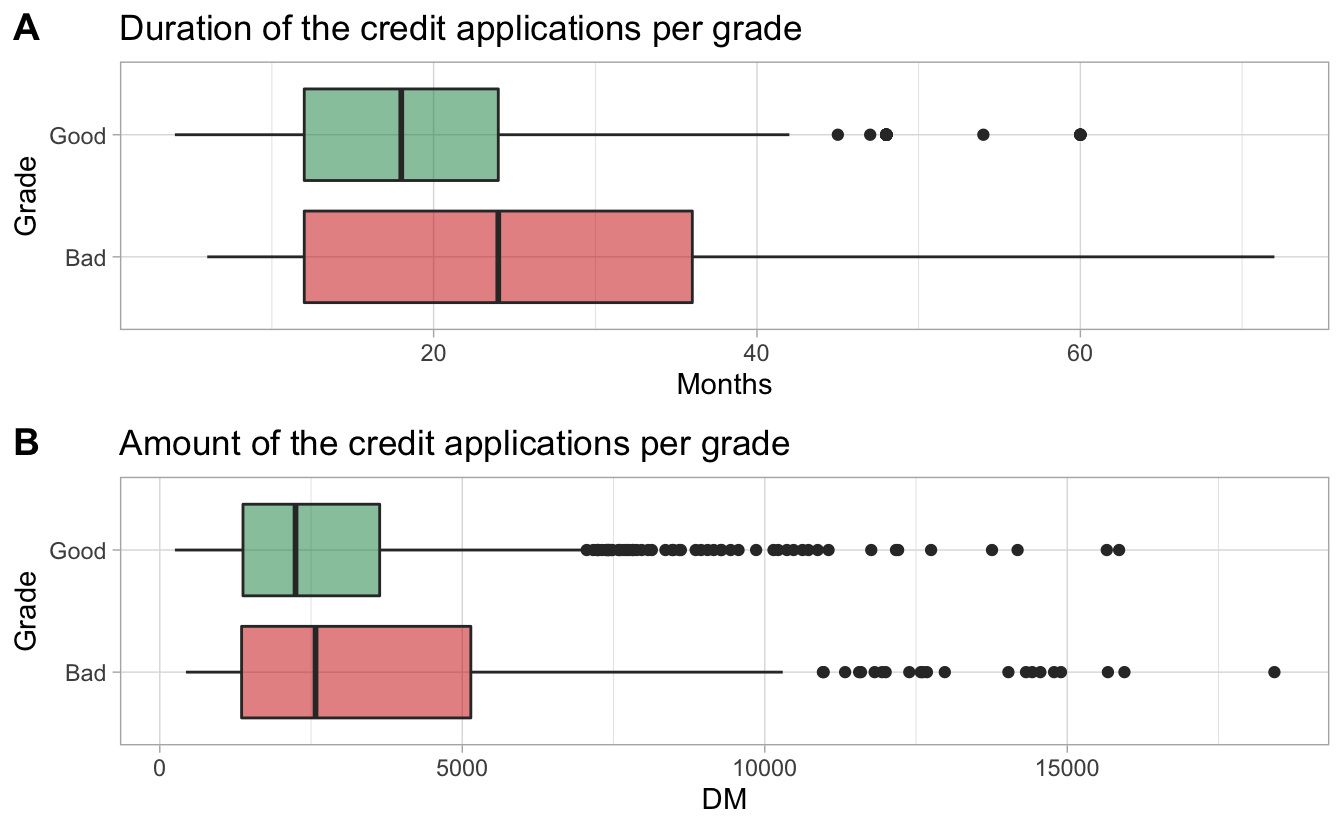 A Duration of the credit applications per grade
Good
Bad
Grade
20 40 60
Months
B Amount of the credit applications per grade
Good
Bad
Grade
0 5000 10000 15000
DM